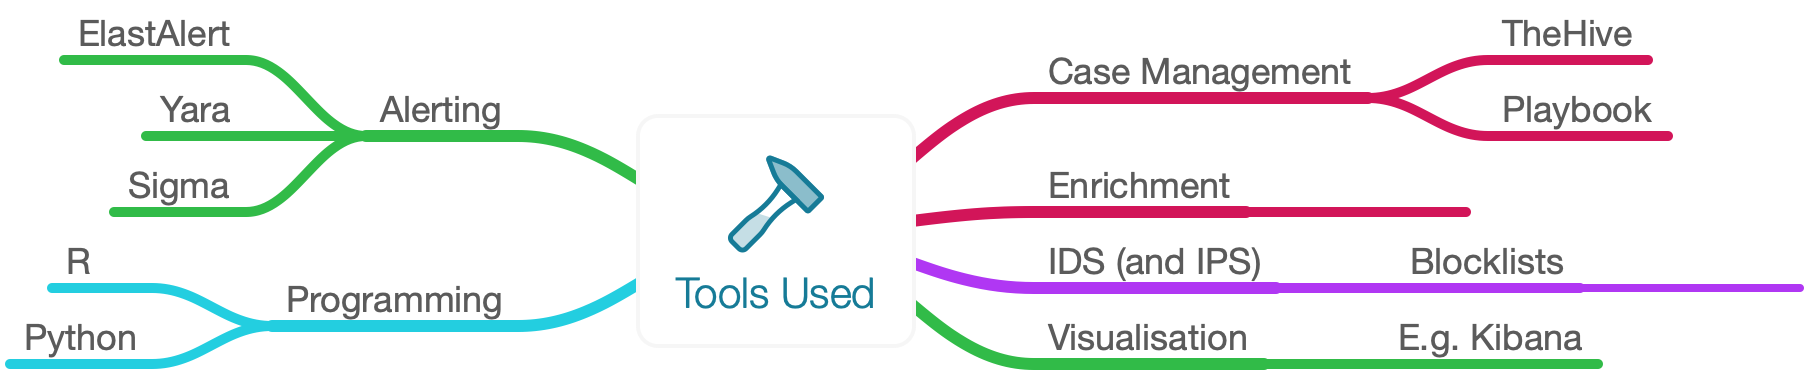 ElastAlert
Yara
Sigma
Alerting
R
Python
Programming
Tools Used
Case Management
TheHive
Playbook
Enrichment
IDS (and IPS)
Blocklists
Visualisation
E.g. Kibana